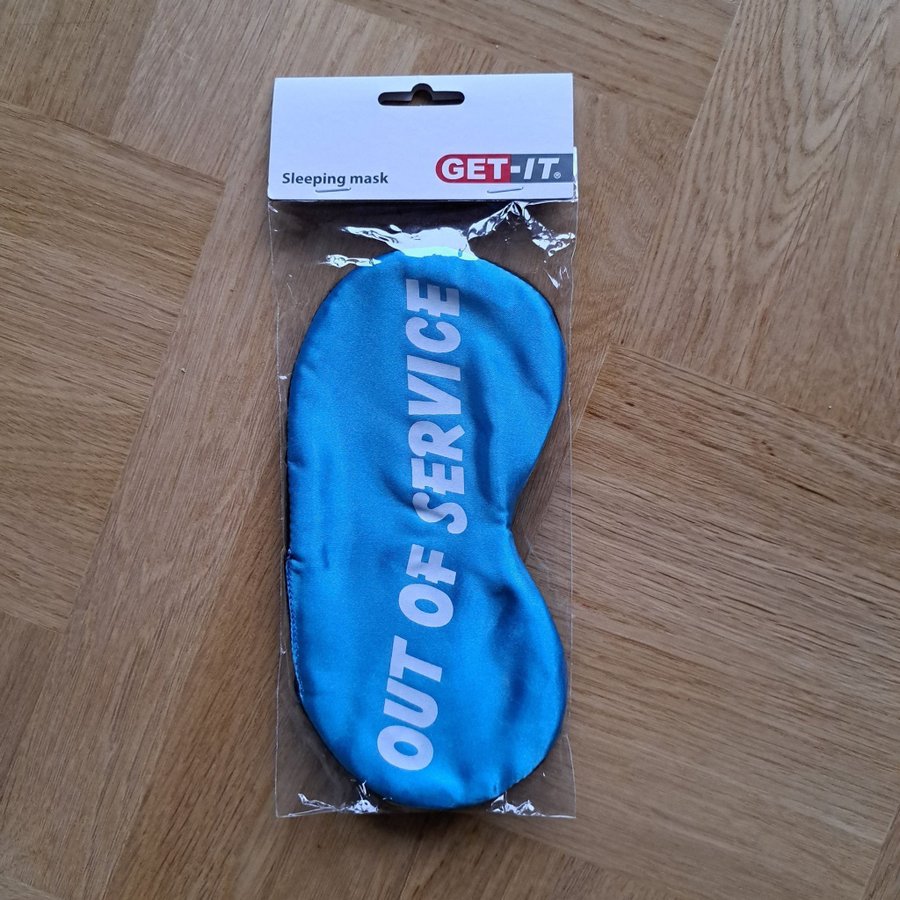 Sleeping mask
GET-IT®
OUT OF SERVICE